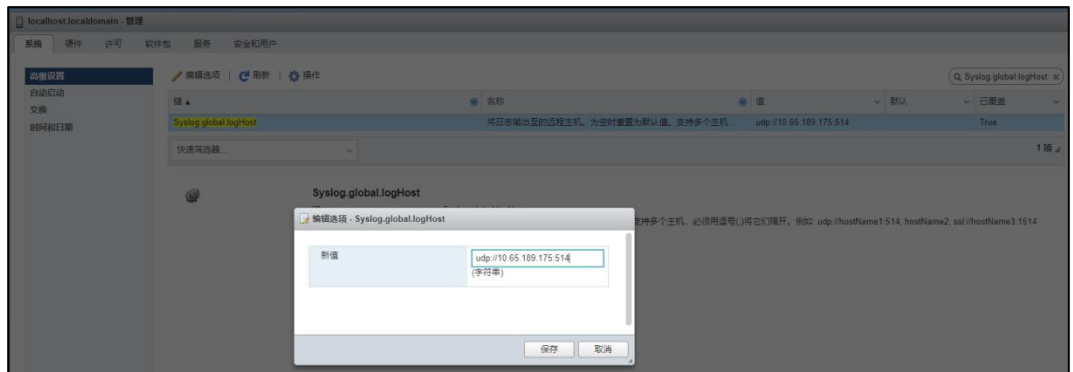 localhost.localdomain - 管理
系统 硬件 许可 软件包 服务 安全和用户
高级设置
自动启动
交换
时间和日期
编辑选项 刷新 操作
Syslog.global.logHost
键 名称 值 默认 已覆盖
Syslog.global.logHost 将日志输出至的远程主机。为空时重置为默认值。支持多个主机... udp://10.65.189.175:514 True
快速筛选器... 1 项
Syslog.global.logHost
编辑选项 - Syslog.global.logHost
支持多个主机，必须用逗号(,)将它们隔开。例如: udp://hostName1:514, hostName2, ssl://hostName3:1514
新值 udp://10.65.189.175:514
(字符串)
保存 取消